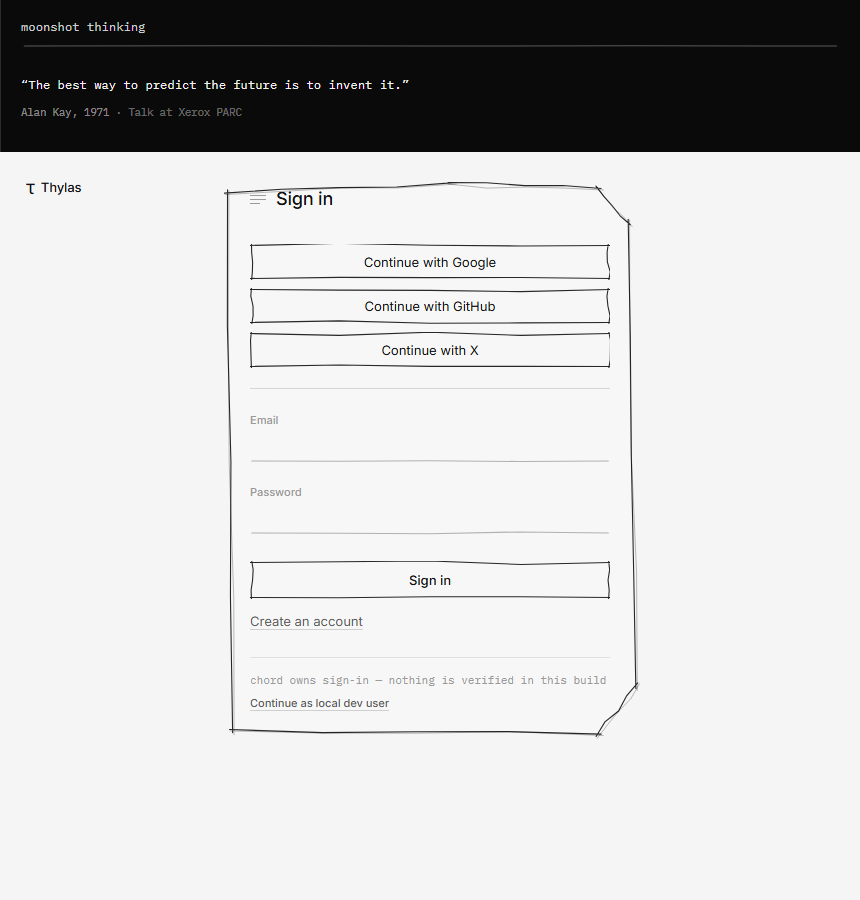 moonshot thinking
“The best way to predict the future is to invent it.”
Alan Kay, 1971 · Talk at Xerox PARC
τ Thylas
Sign in
Continue with Google
Continue with GitHub
Continue with X
Email
Password
Sign in
Create an account
chord owns sign-in — nothing is verified in this build
Continue as local dev user